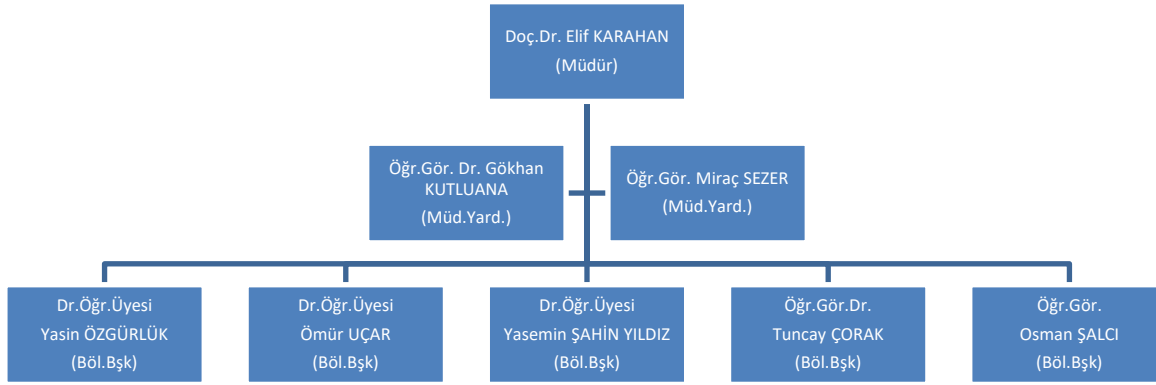 Doç.Dr. Elif KARAHAN
(Müdür)
Öğr.Gör. Dr. Gökhan
KUTLUANA
(Müd.Yard.)
Öğr.Gör. Miraç SEZER
(Müd.Yard.)
Dr.Öğr.Üyesi
Yasin ÖZGÜRLÜK
(Böl.Bşk)
Dr.Öğr.Üyesi
Ömür UÇAR
(Böl.Bşk)
Dr.Öğr.Üyesi
Yasemin ŞAHİN YILDIZ
(Böl.Bşk)
Öğr.Gör.Dr.
Tuncay ÇORAK
(Böl.Bşk)
Öğr.Gör.
Osman ŞALCI
(Böl.Bşk)